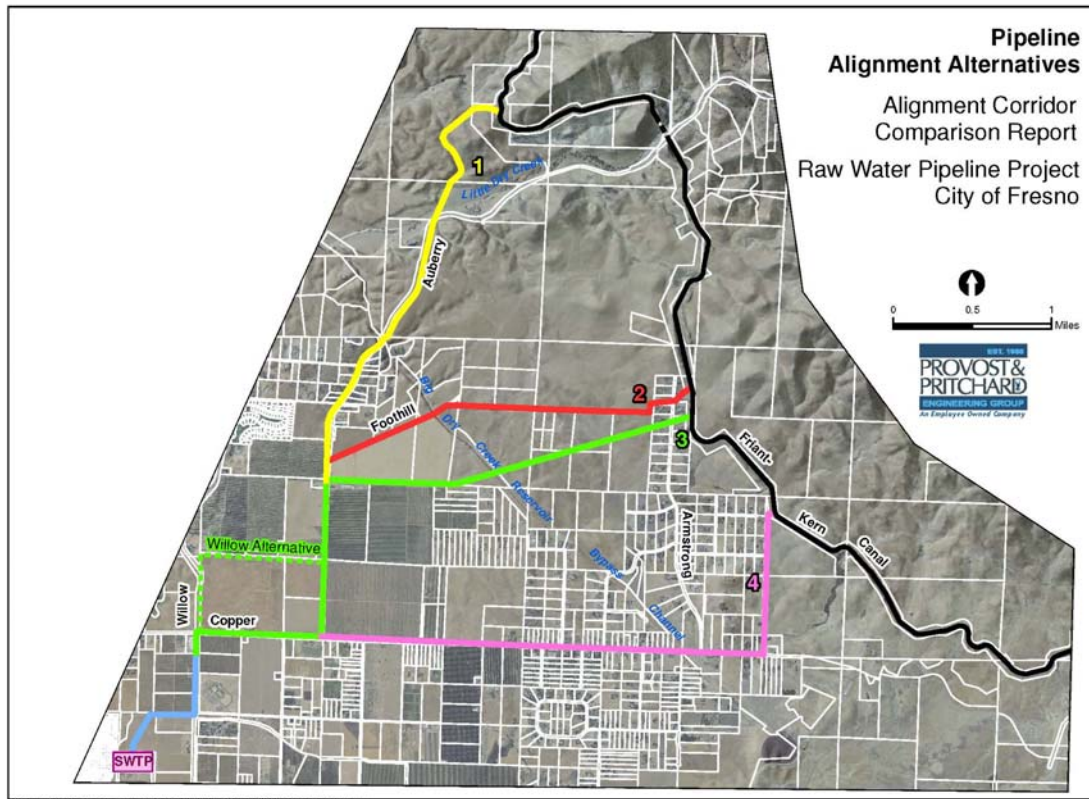 Pipeline
Alignment Alternatives
Alignment Corridor
Comparison Report
Raw Water Pipeline Project
City of Fresno
0
0.5
1
Miles
EST. 1968
PROVOST&
PRITCHARD
ENGINEERING GROUP
An Employee Owned Company
1
Little Dry Creek
Auberry
2
Foothill
Big
Dry
Creek
Reservoir
3
Friant-
Kern
Canal
Armstrong
Willow Alternative
Bypass
Channel
4
Willow
Copper
SWTP